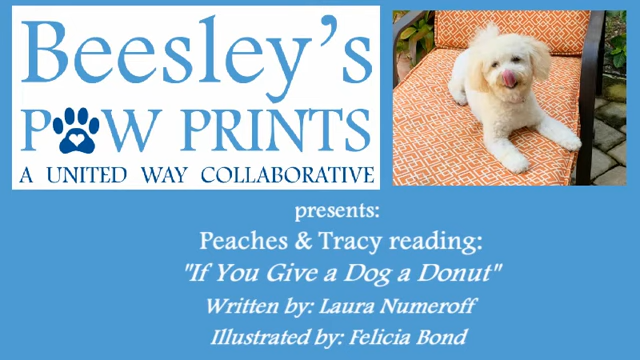 Beesley's
PAW PRINTS
A UNITED WAY COLLABORATIVE
presents:
Peaches & Tracy reading:
"If You Give a Dog a Donut"
Written by: Laura Numeroff
Illustrated by: Felicia Bond